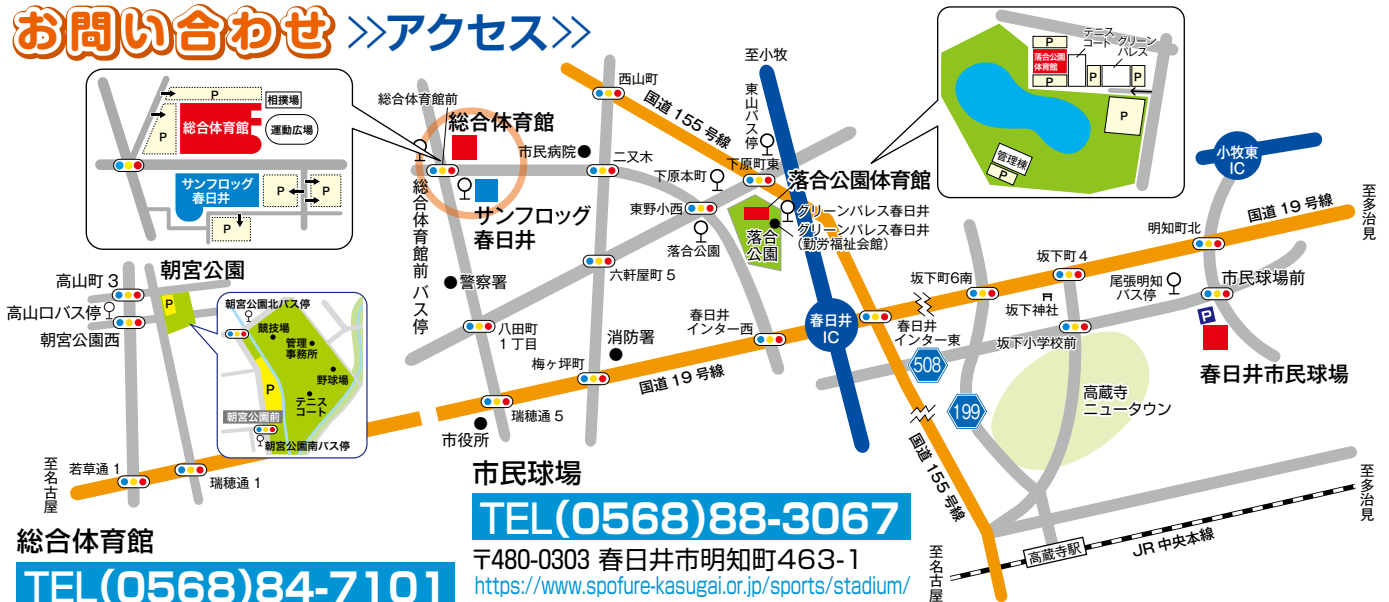 お問い合わせ >>アクセス>>
P
相撲場
総合体育館
P
運動広場
サンフロッグ
春日井
P
P
P
総合体育館前
総合体育館
市民病院
二又木
サンフロッグ
春日井
総合体育館前バス停
警察署
八田町
1丁目
西山町
国道155号線
至小牧
東山バス停
下原町東
下原本町
東野小西
落合公園
六軒屋町5
落合公園体育館
グリーンパレス春日井
グリーンパレス春日井
(勤労福祉会館)
落合
公園
P
テニス
コート
グリーン
パレス
落合公園
体育館
P
P
P
P
管理棟
P
小牧東
IC
至多治見
国道19号線
明知町北
坂下町4
坂下町6南
尾張明知
バス停
市民球場前
坂下神社
坂下小学校前
P
春日井市民球場
春日井
インター東
春日井
IC
春日井
インター西
消防署
梅ヶ坪町
国道19号線
瑞穂通5
市役所
朝宮公園
高山町3
高山口バス停
朝宮公園西
P
朝宮公園北バス停
競技場
管理
事務所
野球場
P
テニス
コート
朝宮公園前
朝宮公園南バス停
至名古屋
若草通1
瑞穂通1
508
199
高蔵寺
ニュータウン
国道155号線
至多治見
至名古屋
高蔵寺駅
JR中央本線
市民球場
TEL(0568)88-3067
〒480-0303 春日井市明知町463-1
https://www.spofure-kasugai.or.jp/sports/stadium/
総合体育館
TEL(0568)84-7101